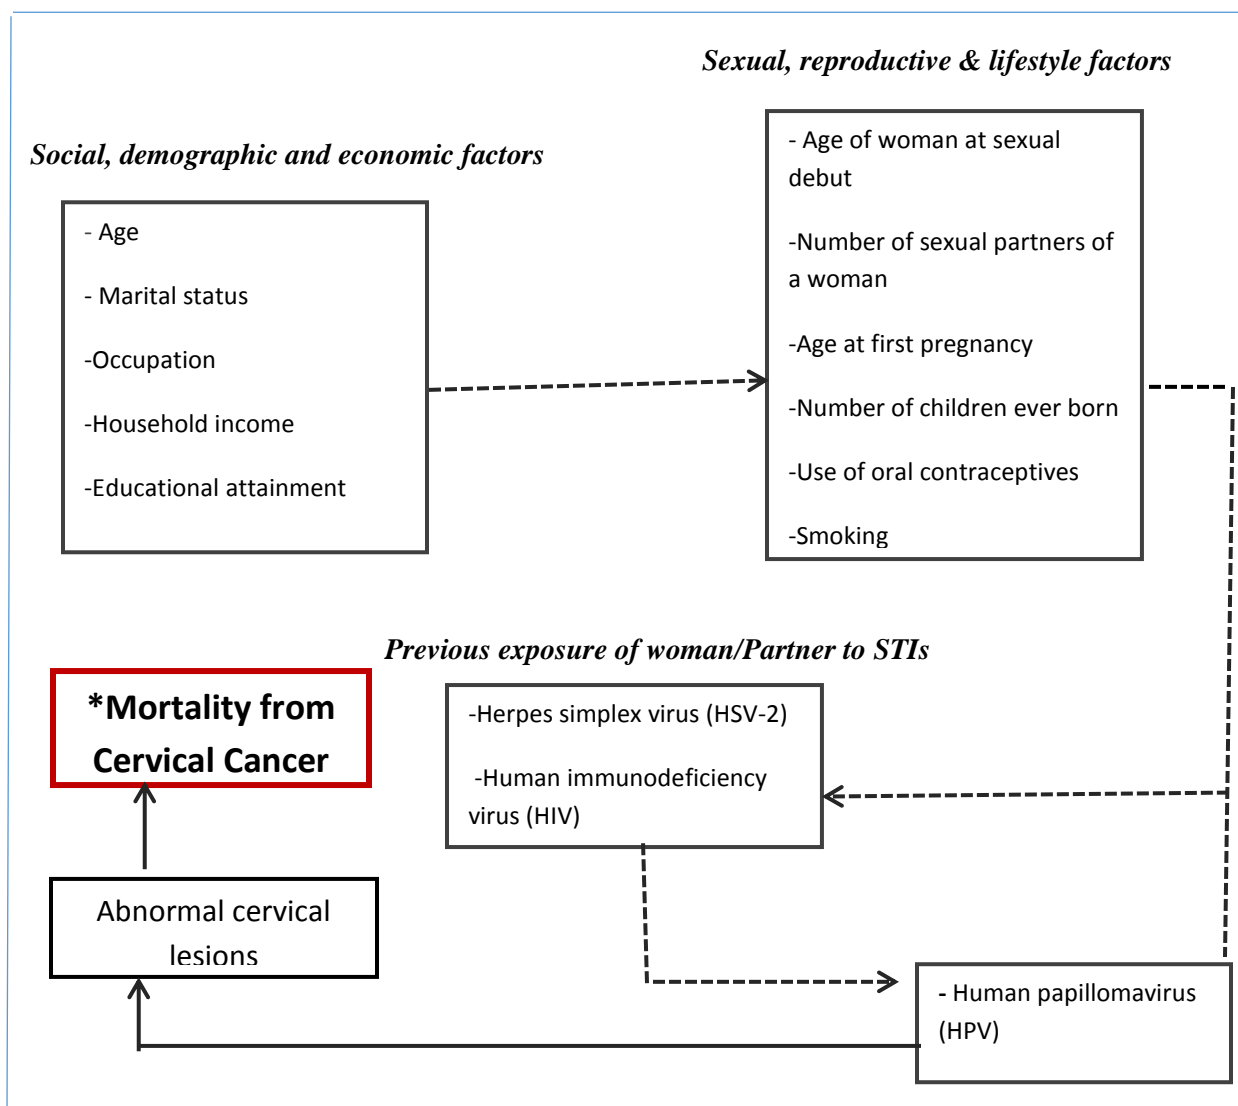 Sexual, reproductive & lifestyle factors
- Age of woman at sexual
debut
-Number of sexual partners of
a woman
-Age at first pregnancy
-Number of children ever born
-Use of oral contraceptives
-Smoking
Social, demographic and economic factors
- Age
- Marital status
-Occupation
-Household income
-Educational attainment
Previous exposure of woman/Partner to STIs
-Herpes simplex virus (HSV-2)
-Human immunodeficiency
virus (HIV)
*Mortality from
Cervical Cancer
Abnormal cervical
lesions
- Human papillomavirus
(HPV)